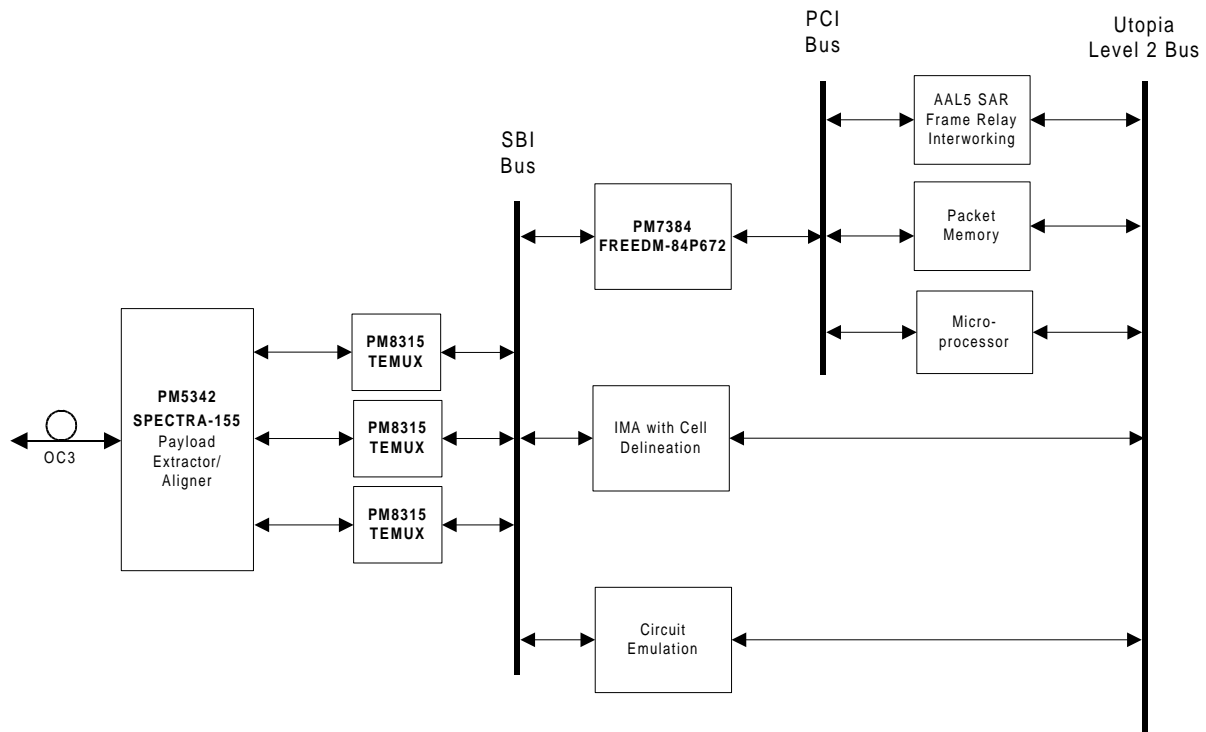 PCI
Bus
Utopia
Level 2 Bus
AAL5 SAR
Frame Relay
Interworking
SBI
Bus
PM7384
FREEDM-84P672
Packet
Memory
Micro-
processor
PM8315
TEMUX
PM5342
SPECTRA-155
Payload
Extractor/
Aligner
OC3
PM8315
TEMUX
IMA with Cell
Delineation
PM8315
TEMUX
Circuit
Emulation